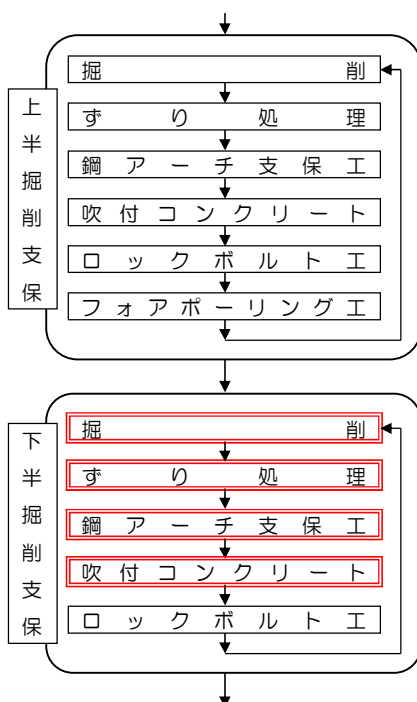 上半掘削支保
掘削
ずり処理
鋼アーチ支保工
吹付コンクリート
ロックボルト工
フォアポーリング工
下半掘削支保
掘削
ずり処理
鋼アーチ支保工
吹付コンクリート
ロックボルト工